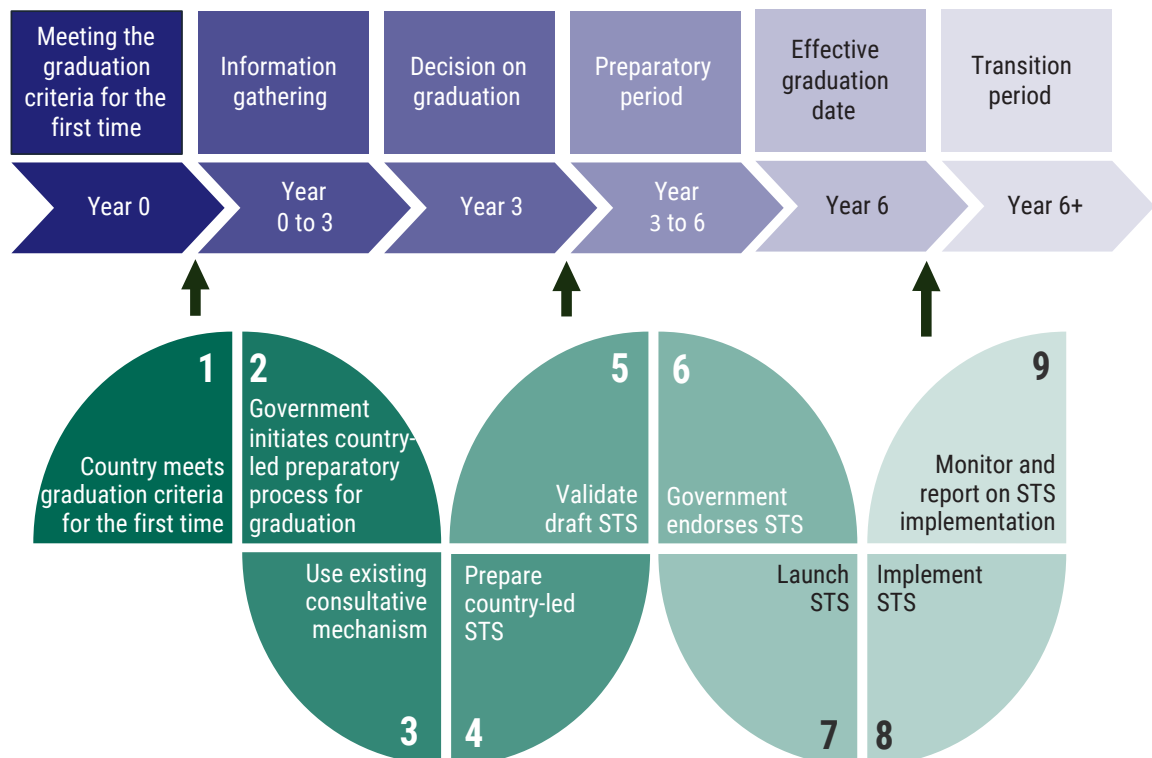 Meeting the
graduation
criteria for the
first time
Information
gathering
Decision on
graduation
Preparatory
period
Effective
graduation
date
Transition
period
Year 0
Year
0 to 3
Year 3
Year
3 to 6
Year 6
Year 6+
1
Country meets
graduation criteria
for the first time
2
Government
initiates country-
led preparatory
process for
graduation
Use existing
consultative
mechanism
3
Prepare
country-led
STS
4
5
Validate
draft STS
6
Government
endorses STS
Launch
STS
7
Implement
STS
8
9
Monitor and
report on STS
implementation